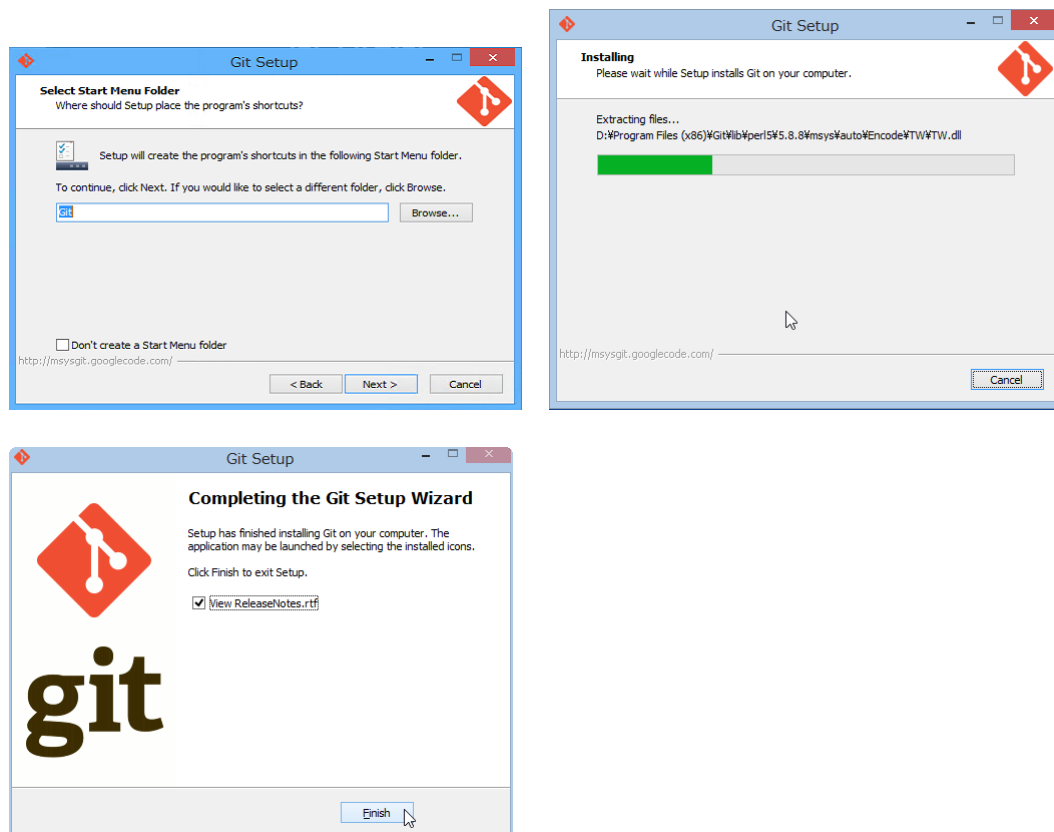 Git Setup
Select Start Menu Folder
Where should Setup place the program's shortcuts?
Setup will create the program's shortcuts in the following Start Menu folder.
To continue, click Next. If you would like to select a different folder, click Browse.
Git
Browse...
Don't create a Start Menu folder
http://msysgit.googlecode.com/
< Back
Next >
Cancel
Git Setup
Installing
Please wait while Setup installs Git on your computer.
Extracting files...
D:¥Program Files (x86)¥Git¥lib¥perl5¥5.8.8¥msys¥auto¥Encode¥TW¥TW.dll
http://msysgit.googlecode.com/
Cancel
Git Setup
Completing the Git Setup Wizard
Setup has finished installing Git on your computer. The
application may be launched by selecting the installed icons.
Click Finish to exit Setup.
View ReleaseNotes.rtf
git
Finish